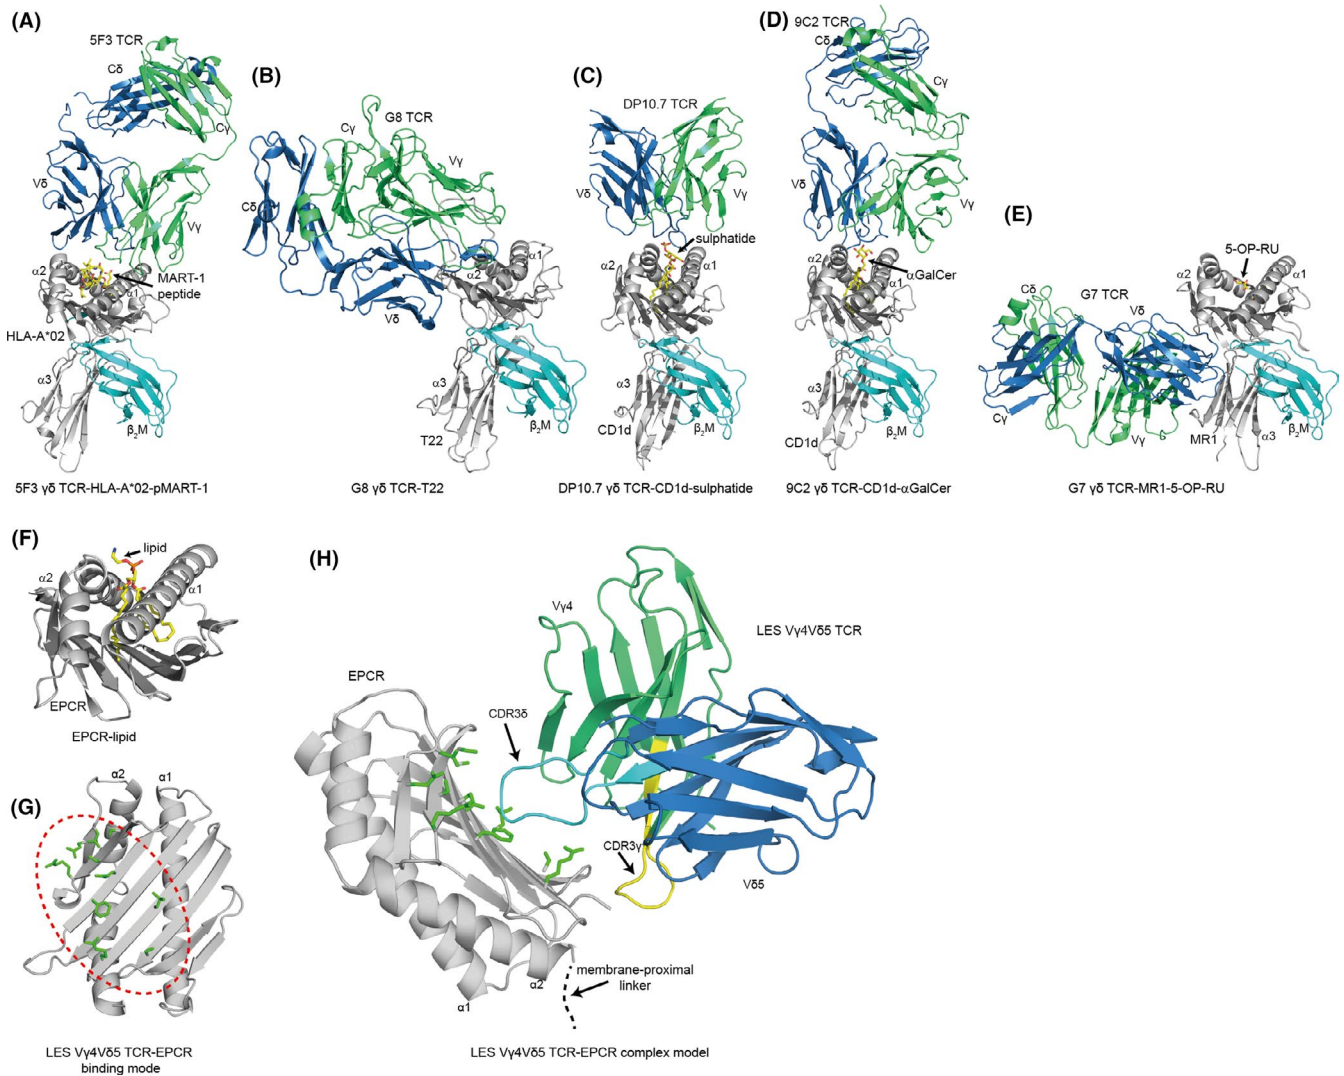 (A)
5F3 TCR
Cδ
Cγ
Vδ
Vγ
MART-1
peptide
α2
α1
HLA-A*02
α3
β₂M
5F3 γδ TCR-HLA-A*02-pMART-1
(B)
G8 TCR
Cγ
Vγ
Cδ
α2
α1
Vδ
α3
T22
β₂M
G8 γδ TCR-T22
(C)
DP10.7 TCR
Vδ
Vγ
sulphatide
α2
α1
α3
CD1d
β₂M
DP10.7 γδ TCR-CD1d-sulphatide
(D)
9C2 TCR
Cδ
Cγ
Vδ
Vγ
α2
αGalCer
α1
α3
CD1d
β₂M
9C2 γδ TCR-CD1d-αGalCer
(E)
5-OP-RU
α2
α1
Cδ
G7 TCR
Vδ
Cγ
Vγ
MR1
α3
β₂M
G7 γδ TCR-MR1-5-OP-RU
(F)
lipid
α2
α1
EPCR
EPCR-lipid
(G)
α2
α1
LES Vγ4Vδ5 TCR-EPCR
binding mode
(H)
Vγ4
LES Vγ4Vδ5 TCR
EPCR
CDR3δ
CDR3γ
Vδ5
membrane-proximal
linker
α2
α1
LES Vγ4Vδ5 TCR-EPCR complex model